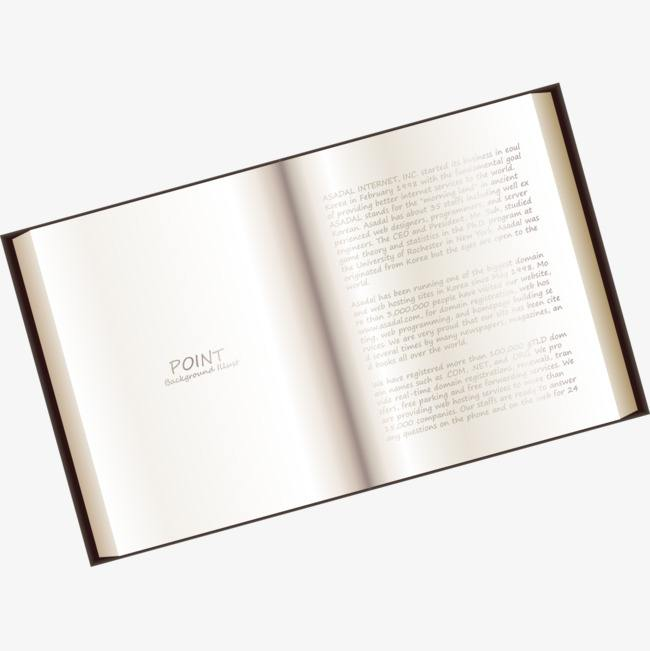 POINT
Background Illust
ASADAL INTERNET, INC. started its business in eoul
Korea in February 1998 with the fundamental goal
of providing better internet services to the world.
ASADAL stands for the "morning land" in ancient
Korean. Asadal has about 35 staffs including well ex
perienced web designers, programmers, and server
engineers. The CEO and President, Mr. Suh, studied
game theory and statistics in the Ph.D. program at
the University of Rochester in New York. Asadal was
originated from Korea but the eyes are open to the
world.
Asadal has been running one of the biggest domain
and web hosting sites in Korea since May 1998. Mo
re than 3,000,000 people have visited our website,
www.asadal.com, for domain registration, web hos
ting, web programming, and homepage building se
rvices. We are very proud that our site has been cite
d several times by many newspapers, magazines, an
d books all over the world.
We have registered more than 100,000 gTLD dom
ain names such as .COM, .NET, and .ORG. We pro
vide real-time domain registrations, renewals, tran
sfers, free parking and free forwarding services. We
are providing web hosting services to more than
15,000 companies. Our staffs are ready to answer
any questions on the phone and on the web for 24